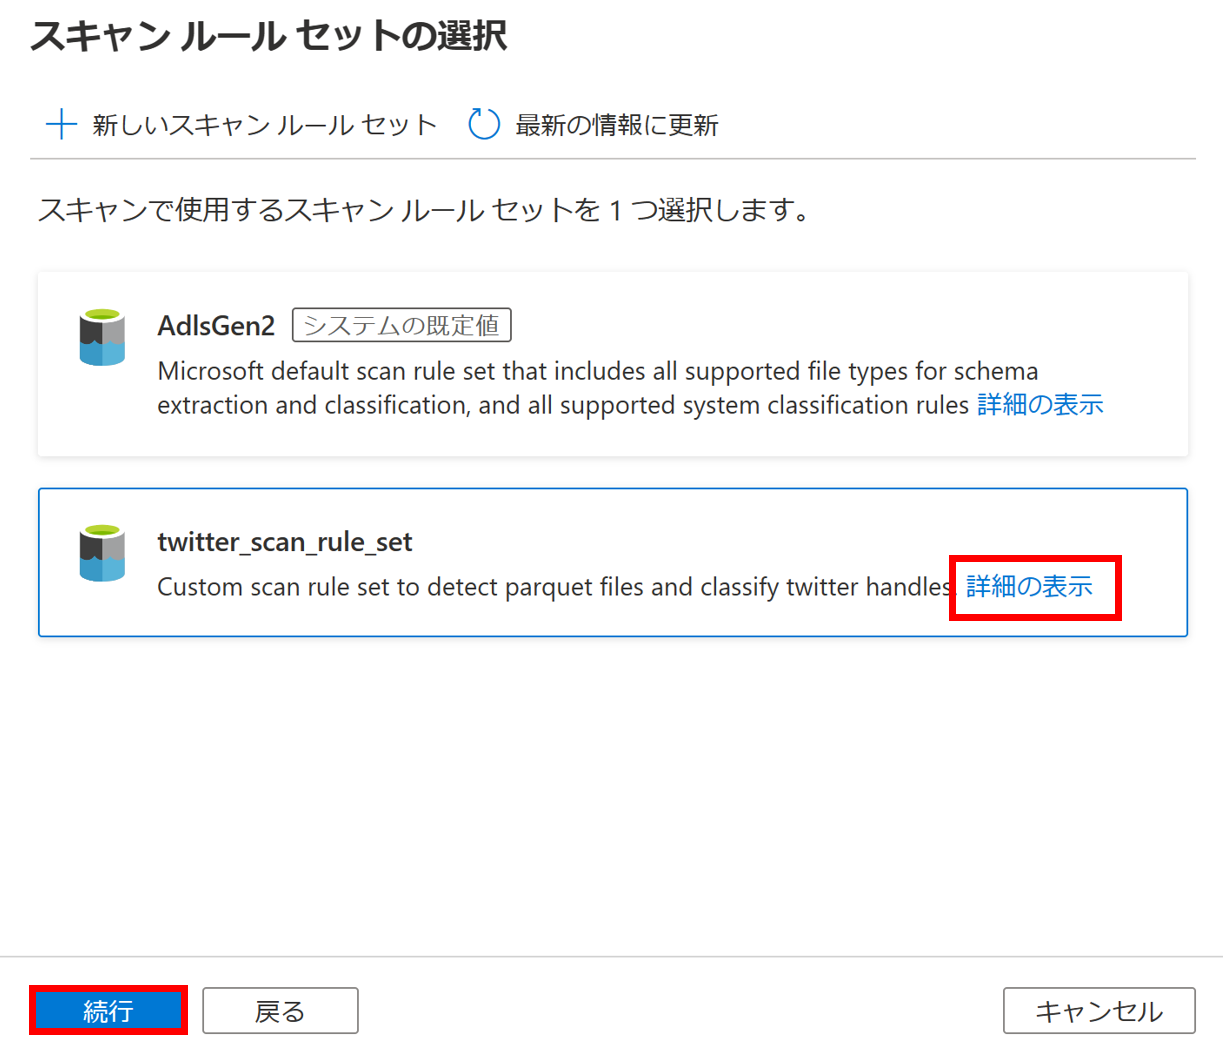 スキャン ルール セットの選択
新しいスキャン ルール セット 最新の情報に更新
スキャンで使用するスキャン ルール セットを 1 つ選択します。
AdlsGen2 システムの既定値
Microsoft default scan rule set that includes all supported file types for schema
extraction and classification, and all supported system classification rules 詳細の表示
twitter_scan_rule_set
Custom scan rule set to detect parquet files and classify twitter handles. 詳細の表示
続行 戻る キャンセル